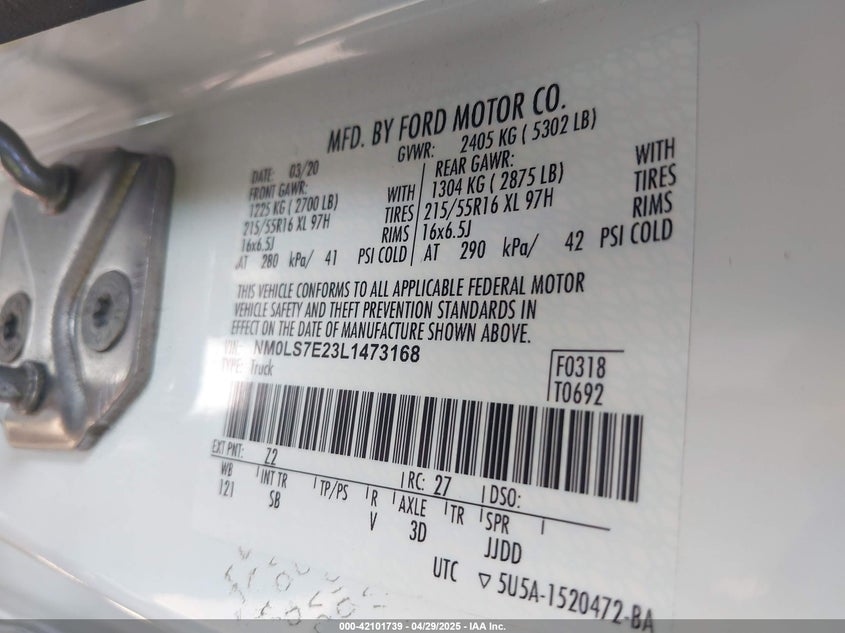 MFD. BY FORD MOTOR CO.
DATE: 03/20 GVWR: 2405 KG ( 5302 LB)
FRONT GAWR: REAR GAWR:
1225 KG ( 2700 LB) WITH 1304 KG ( 2875 LB) WITH
215/55R16 XL 97H TIRES 215/55R16 XL 97H TIRES
16x6.5J RIMS 16x6.5J RIMS
AT 280 kPa/ 41 PSI COLD AT 290 kPa/ 42 PSI COLD
THIS VEHICLE CONFORMS TO ALL APPLICABLE FEDERAL MOTOR
VEHICLE SAFETY AND THEFT PREVENTION STANDARDS IN
EFFECT ON THE DATE OF MANUFACTURE SHOWN ABOVE.
VIN: NM0LS7E23L1473168
TYPE: Truck
F0318
T0692
EXT PNT: Z2 RC: 27 DSO:
WB INT TR TP/PS R AXLE TR SPR
121 SB V 3D JJDD
UTC ▽ 5U5A-1520472-BA
000-42101739 | 04/29/2025 | IAA Inc.